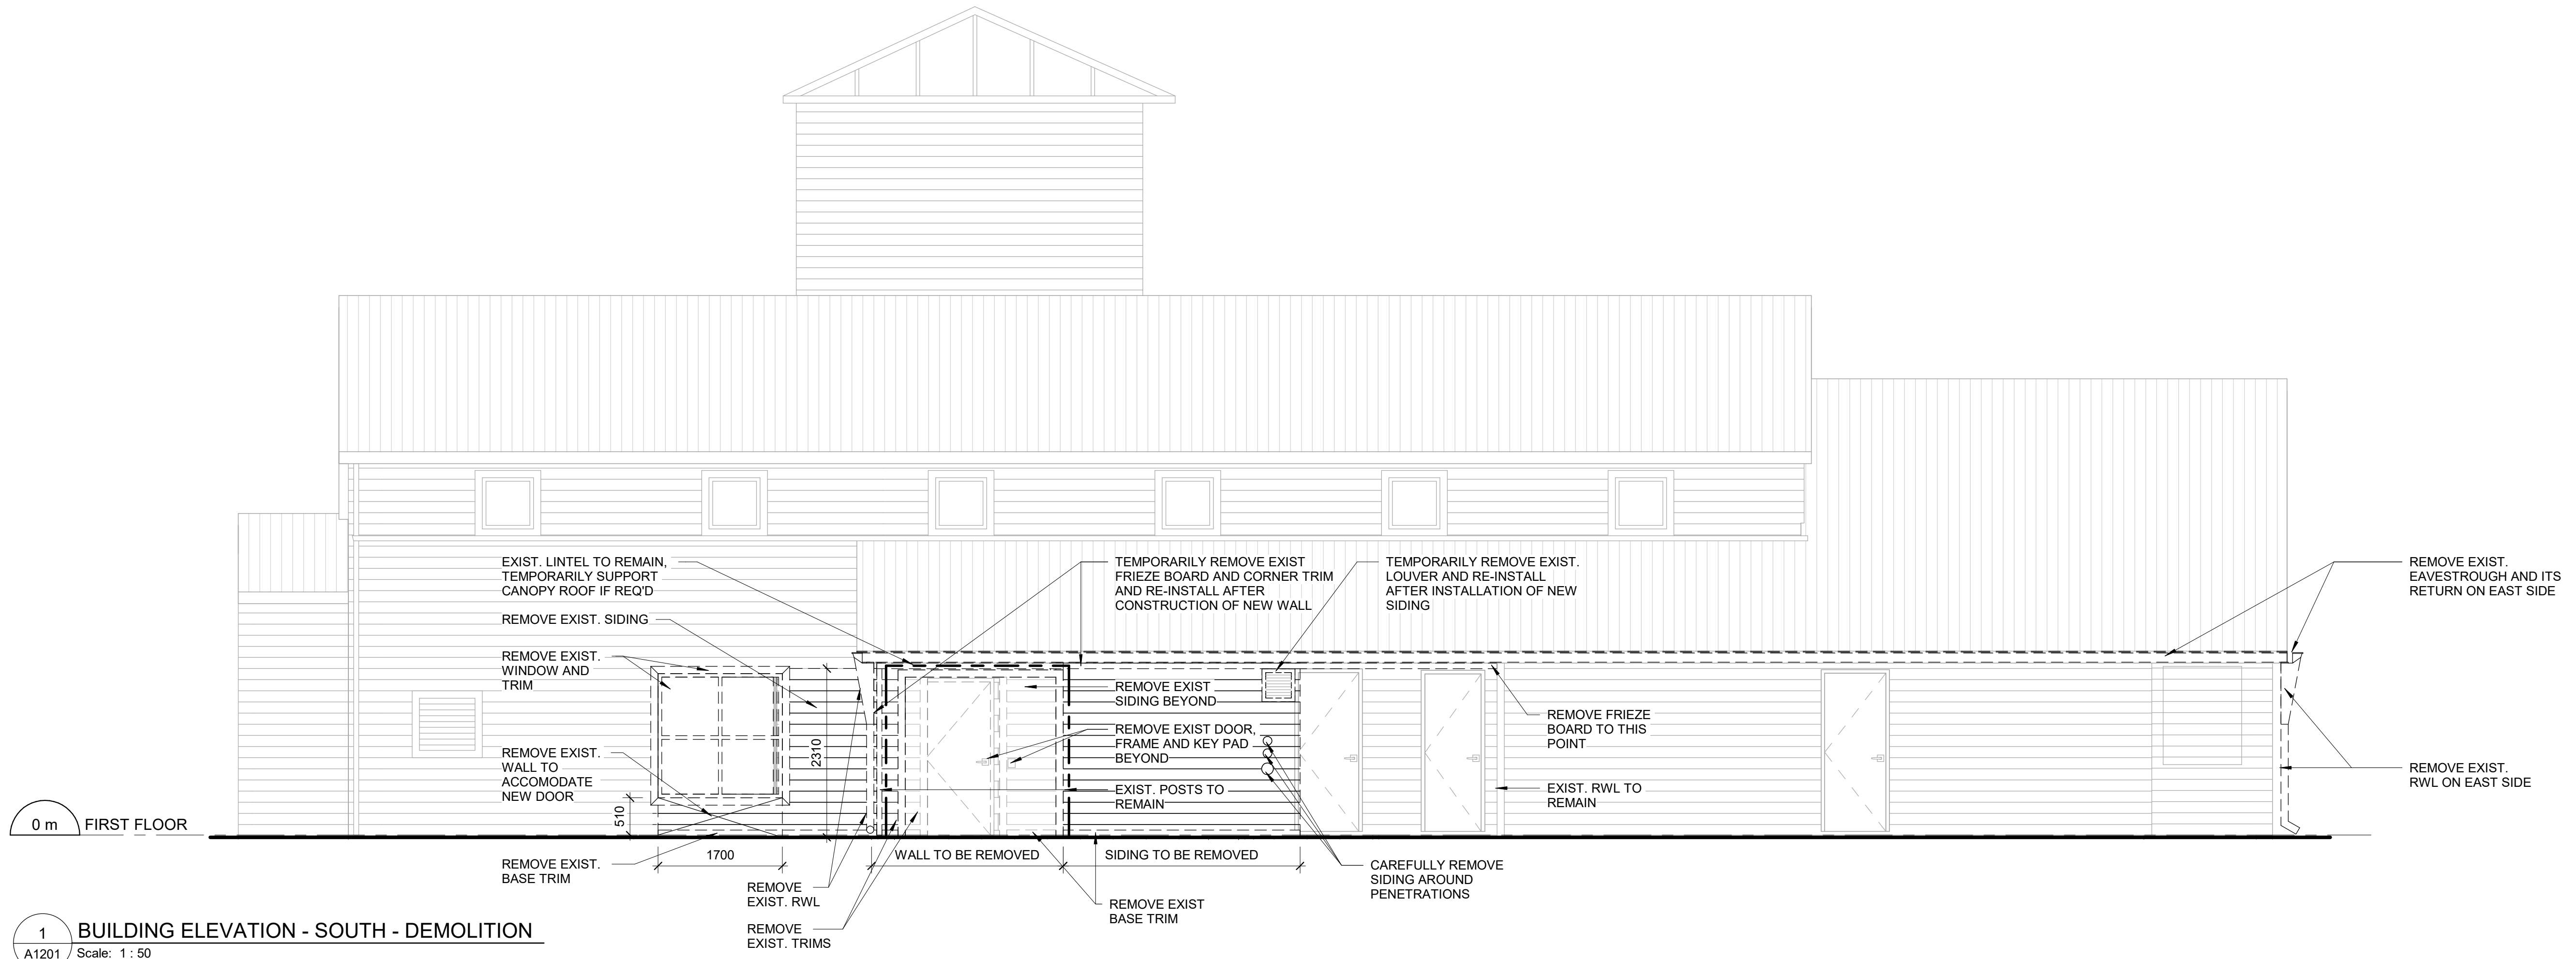 EXIST. LINTEL TO REMAIN,
TEMPORARILY SUPPORT
CANOPY ROOF IF REQ'D
REMOVE EXIST. SIDING
REMOVE EXIST.
WINDOW AND
TRIM
REMOVE EXIST.
WALL TO
ACCOMODATE
NEW DOOR
510
2310
1700
REMOVE EXIST.
BASE TRIM
REMOVE
EXIST. RWL
REMOVE
EXIST. TRIMS
TEMPORARILY REMOVE EXIST
FRIEZE BOARD AND CORNER TRIM
AND RE-INSTALL AFTER
CONSTRUCTION OF NEW WALL
REMOVE EXIST
SIDING BEYOND
REMOVE EXIST DOOR,
FRAME AND KEY PAD
BEYOND
EXIST. POSTS TO
REMAIN
WALL TO BE REMOVED
SIDING TO BE REMOVED
REMOVE EXIST
BASE TRIM
TEMPORARILY REMOVE EXIST.
LOUVER AND RE-INSTALL
AFTER INSTALLATION OF NEW
SIDING
REMOVE FRIEZE
BOARD TO THIS
POINT
EXIST. RWL TO
REMAIN
CAREFULLY REMOVE
SIDING AROUND
PENETRATIONS
REMOVE EXIST.
EAVESTROUGH AND ITS
RETURN ON EAST SIDE
REMOVE EXIST.
RWL ON EAST SIDE
0 m FIRST FLOOR
1
A1201
BUILDING ELEVATION - SOUTH - DEMOLITION
Scale: 1 : 50